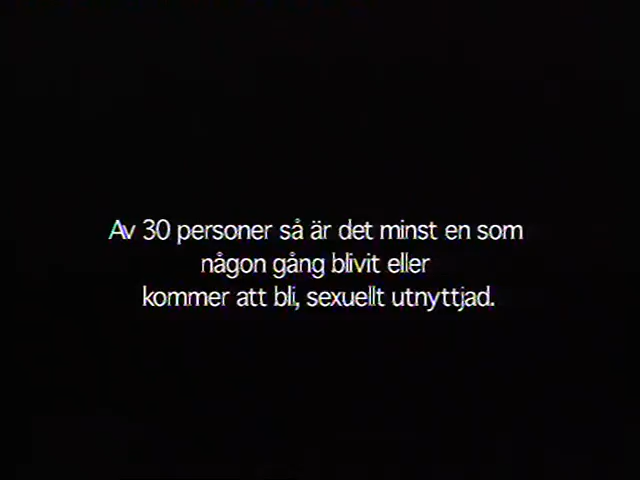 Av 30 personer så är det minst en som
någon gång blivit eller
kommer att bli, sexuellt utnyttjad.